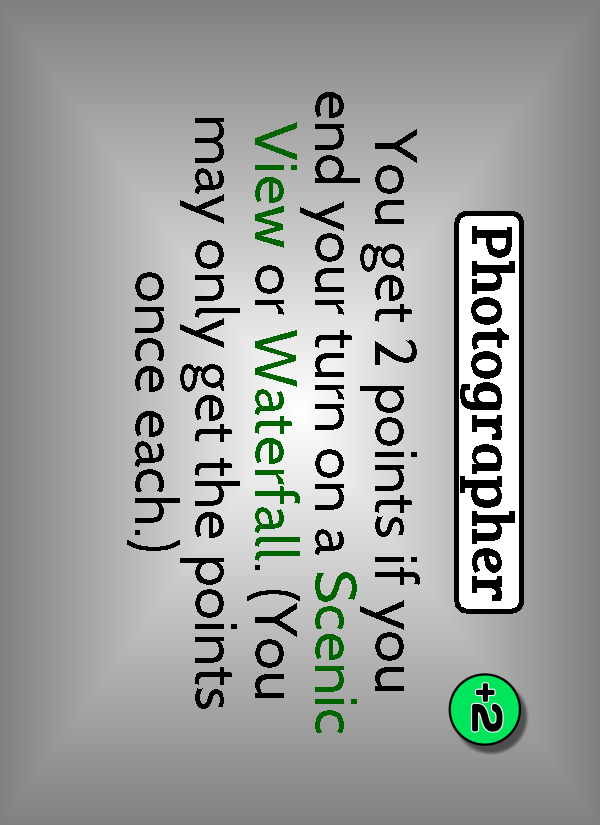 Photographer
+2
You get 2 points if you
end your turn on a Scenic
View or Waterfall. (You
may only get the points
once each.)